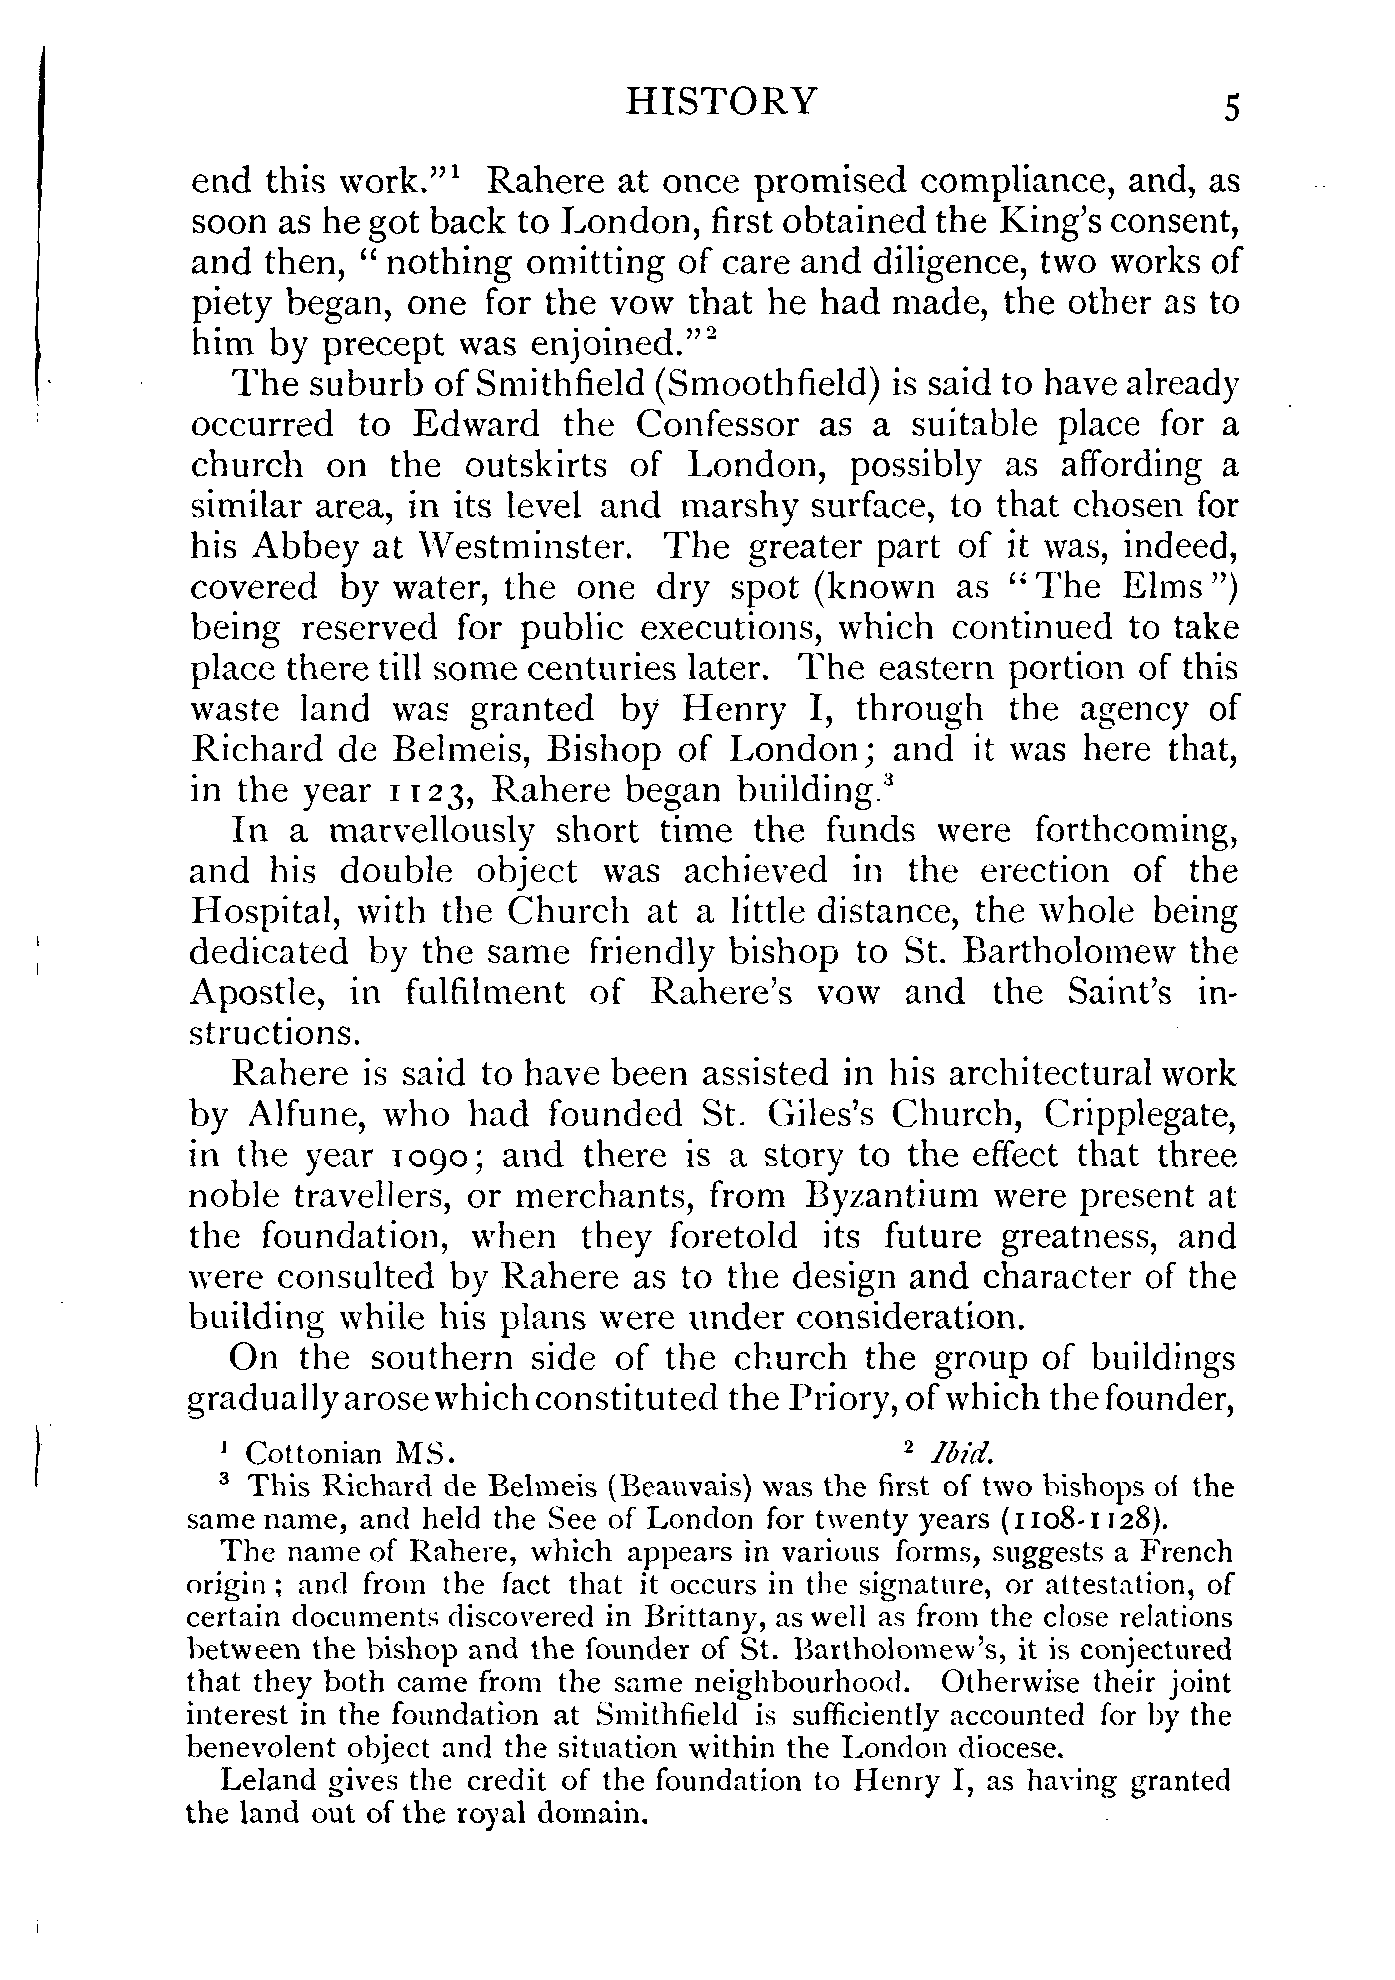 HISTORY 5
end this work."¹ Rahere at once promised compliance, and, as
soon as he got back to London, first obtained the King's consent,
and then, "nothing omitting of care and diligence, two works of
piety began, one for the vow that he had made, the other as to
him by precept was enjoined."²
The suburb of Smithfield (Smoothfield) is said to have already
occurred to Edward the Confessor as a suitable place for a
church on the outskirts of London, possibly as affording a
similar area, in its level and marshy surface, to that chosen for
his Abbey at Westminster. The greater part of it was, indeed,
covered by water, the one dry spot (known as "The Elms")
being reserved for public executions, which continued to take
place there till some centuries later. The eastern portion of this
waste land was granted by Henry I, through the agency of
Richard de Belmeis, Bishop of London; and it was here that,
in the year 1123, Rahere began building.³
In a marvellously short time the funds were forthcoming,
and his double object was achieved in the erection of the
Hospital, with the Church at a little distance, the whole being
dedicated by the same friendly bishop to St. Bartholomew the
Apostle, in fulfilment of Rahere's vow and the Saint's in-
structions.
Rahere is said to have been assisted in his architectural work
by Alfune, who had founded St. Giles's Church, Cripplegate,
in the year 1090; and there is a story to the effect that three
noble travellers, or merchants, from Byzantium were present at
the foundation, when they foretold its future greatness, and
were consulted by Rahere as to the design and character of the
building while his plans were under consideration.
On the southern side of the church the group of buildings
gradually arose which constituted the Priory, of which the founder,
¹ Cottonian MS. ² Ibid.
³ This Richard de Belmeis (Beauvais) was the first of two bishops of the
same name, and held the See of London for twenty years (1108-1128).
The name of Rahere, which appears in various forms, suggests a French
origin; and from the fact that it occurs in the signature, or attestation, of
certain documents discovered in Brittany, as well as from the close relations
between the bishop and the founder of St. Bartholomew's, it is conjectured
that they both came from the same neighbourhood. Otherwise their joint
interest in the foundation at Smithfield is sufficiently accounted for by the
benevolent object and the situation within the London diocese.
Leland gives the credit of the foundation to Henry I, as having granted
the land out of the royal domain.